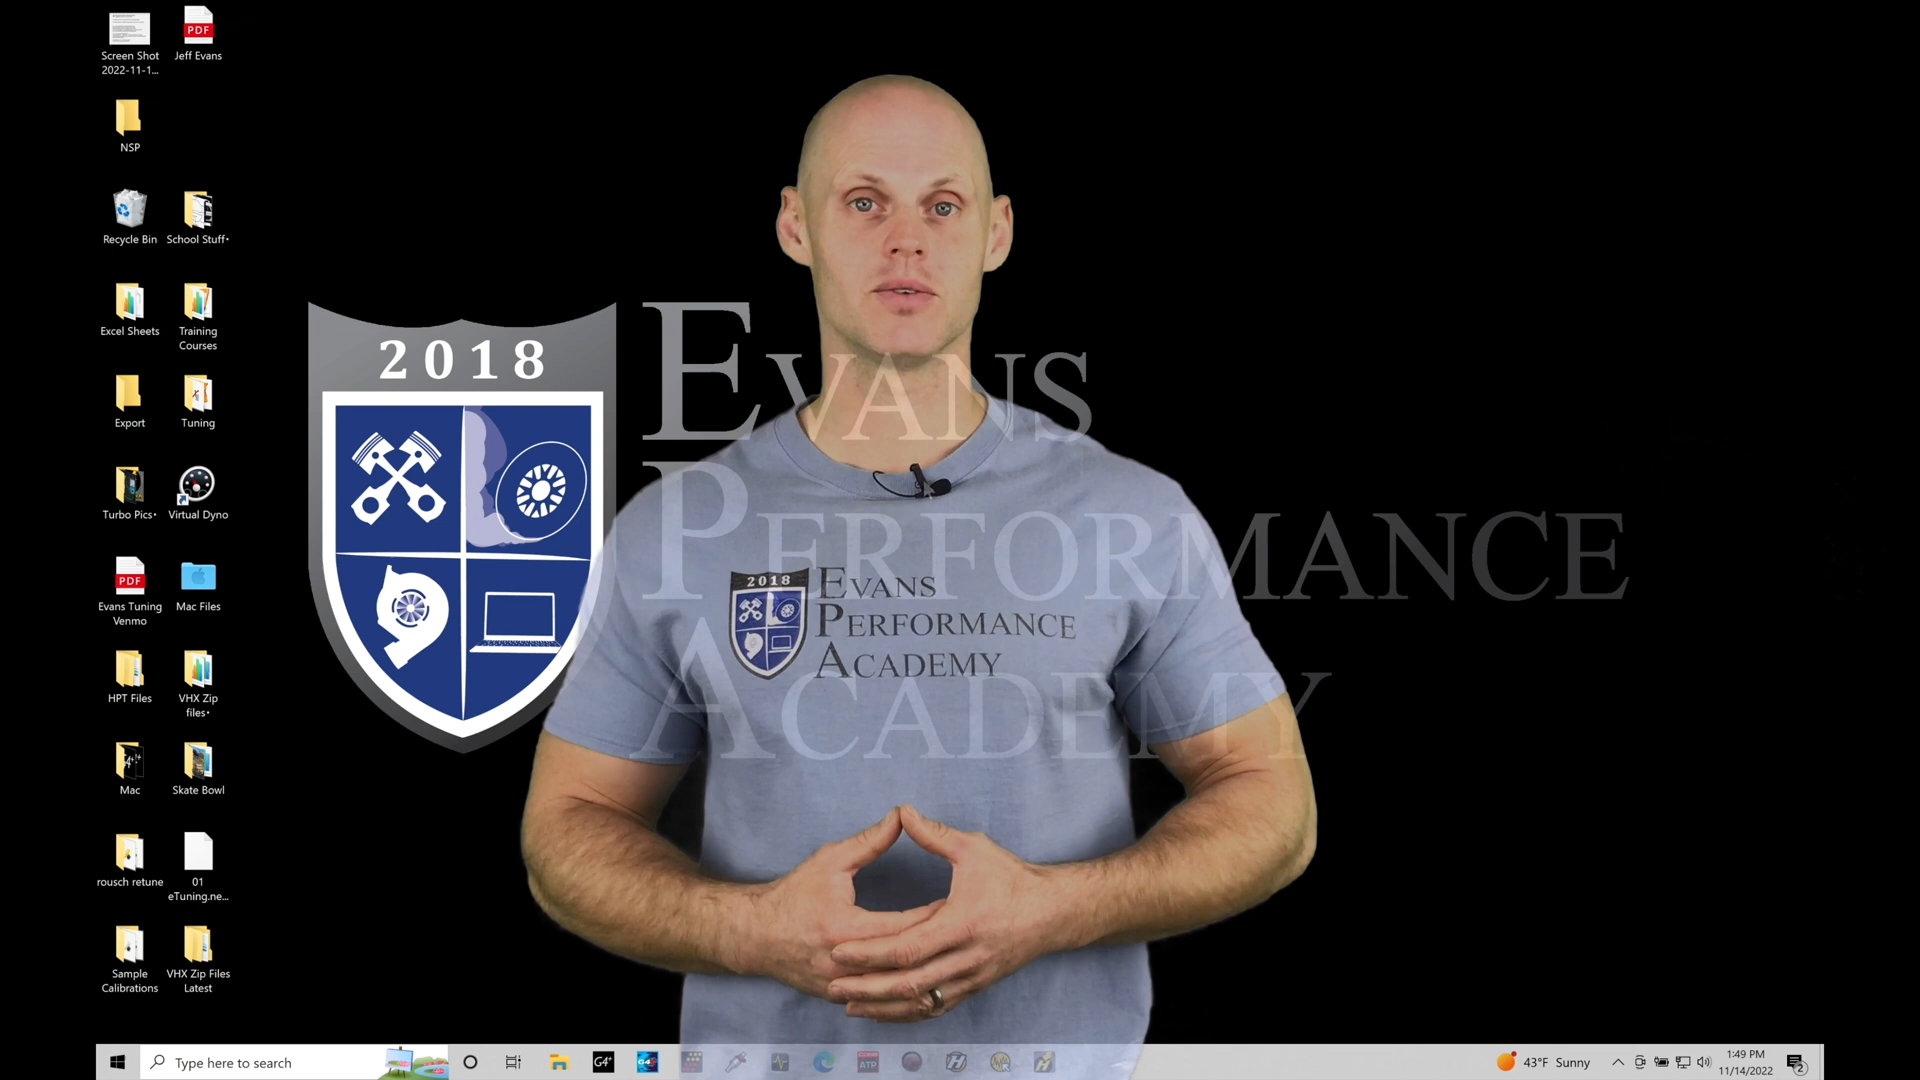 Screen Shot
2022-11-1...
PDF
Jeff Evans
NSP
Recycle Bin
School Stuff•
Excel Sheets
Training
Courses
Export
Tuning
Turbo Pics•
Virtual Dyno
PDF
Evans Tuning
Venmo
Mac Files
HPT Files
VHX Zip
files•
Mac
Skate Bowl
rousch retune
01
eTuning.ne...
Sample
Calibrations
VHX Zip Files
Latest
2018
EVANS
PERFORMANCE
ACADEMY
2018
EVANS
PERFORMANCE
ACADEMY
Type here to search
G4+
ATP
43°F Sunny
1:49 PM
11/14/2022
2